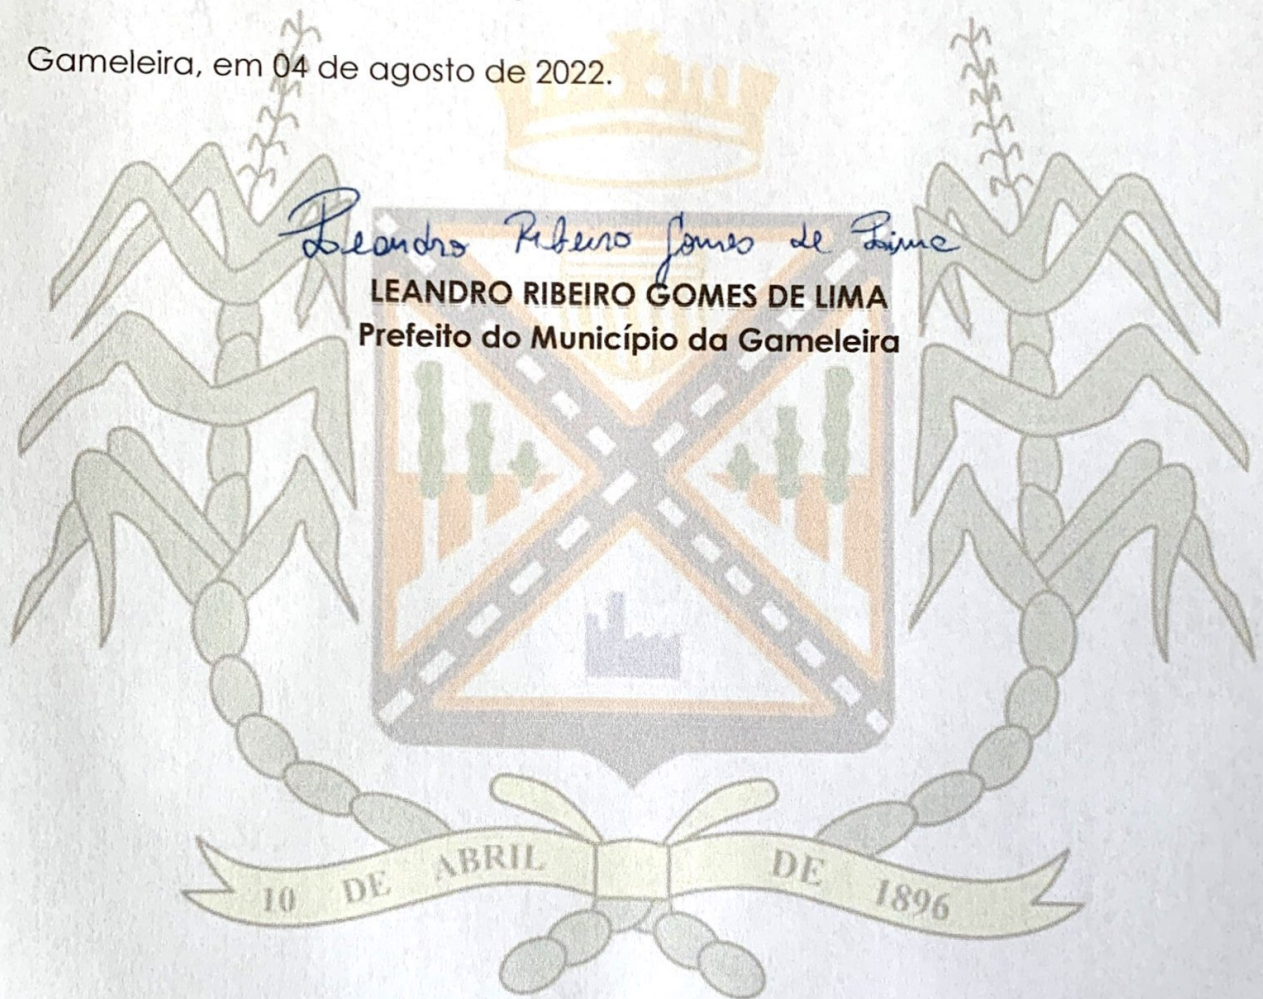 Gameleira, em 04 de agosto de 2022.
Leandro Ribeiro Gomes de Lima
LEANDRO RIBEIRO GOMES DE LIMA
Prefeito do Município da Gameleira
10 DE ABRIL DE 1896